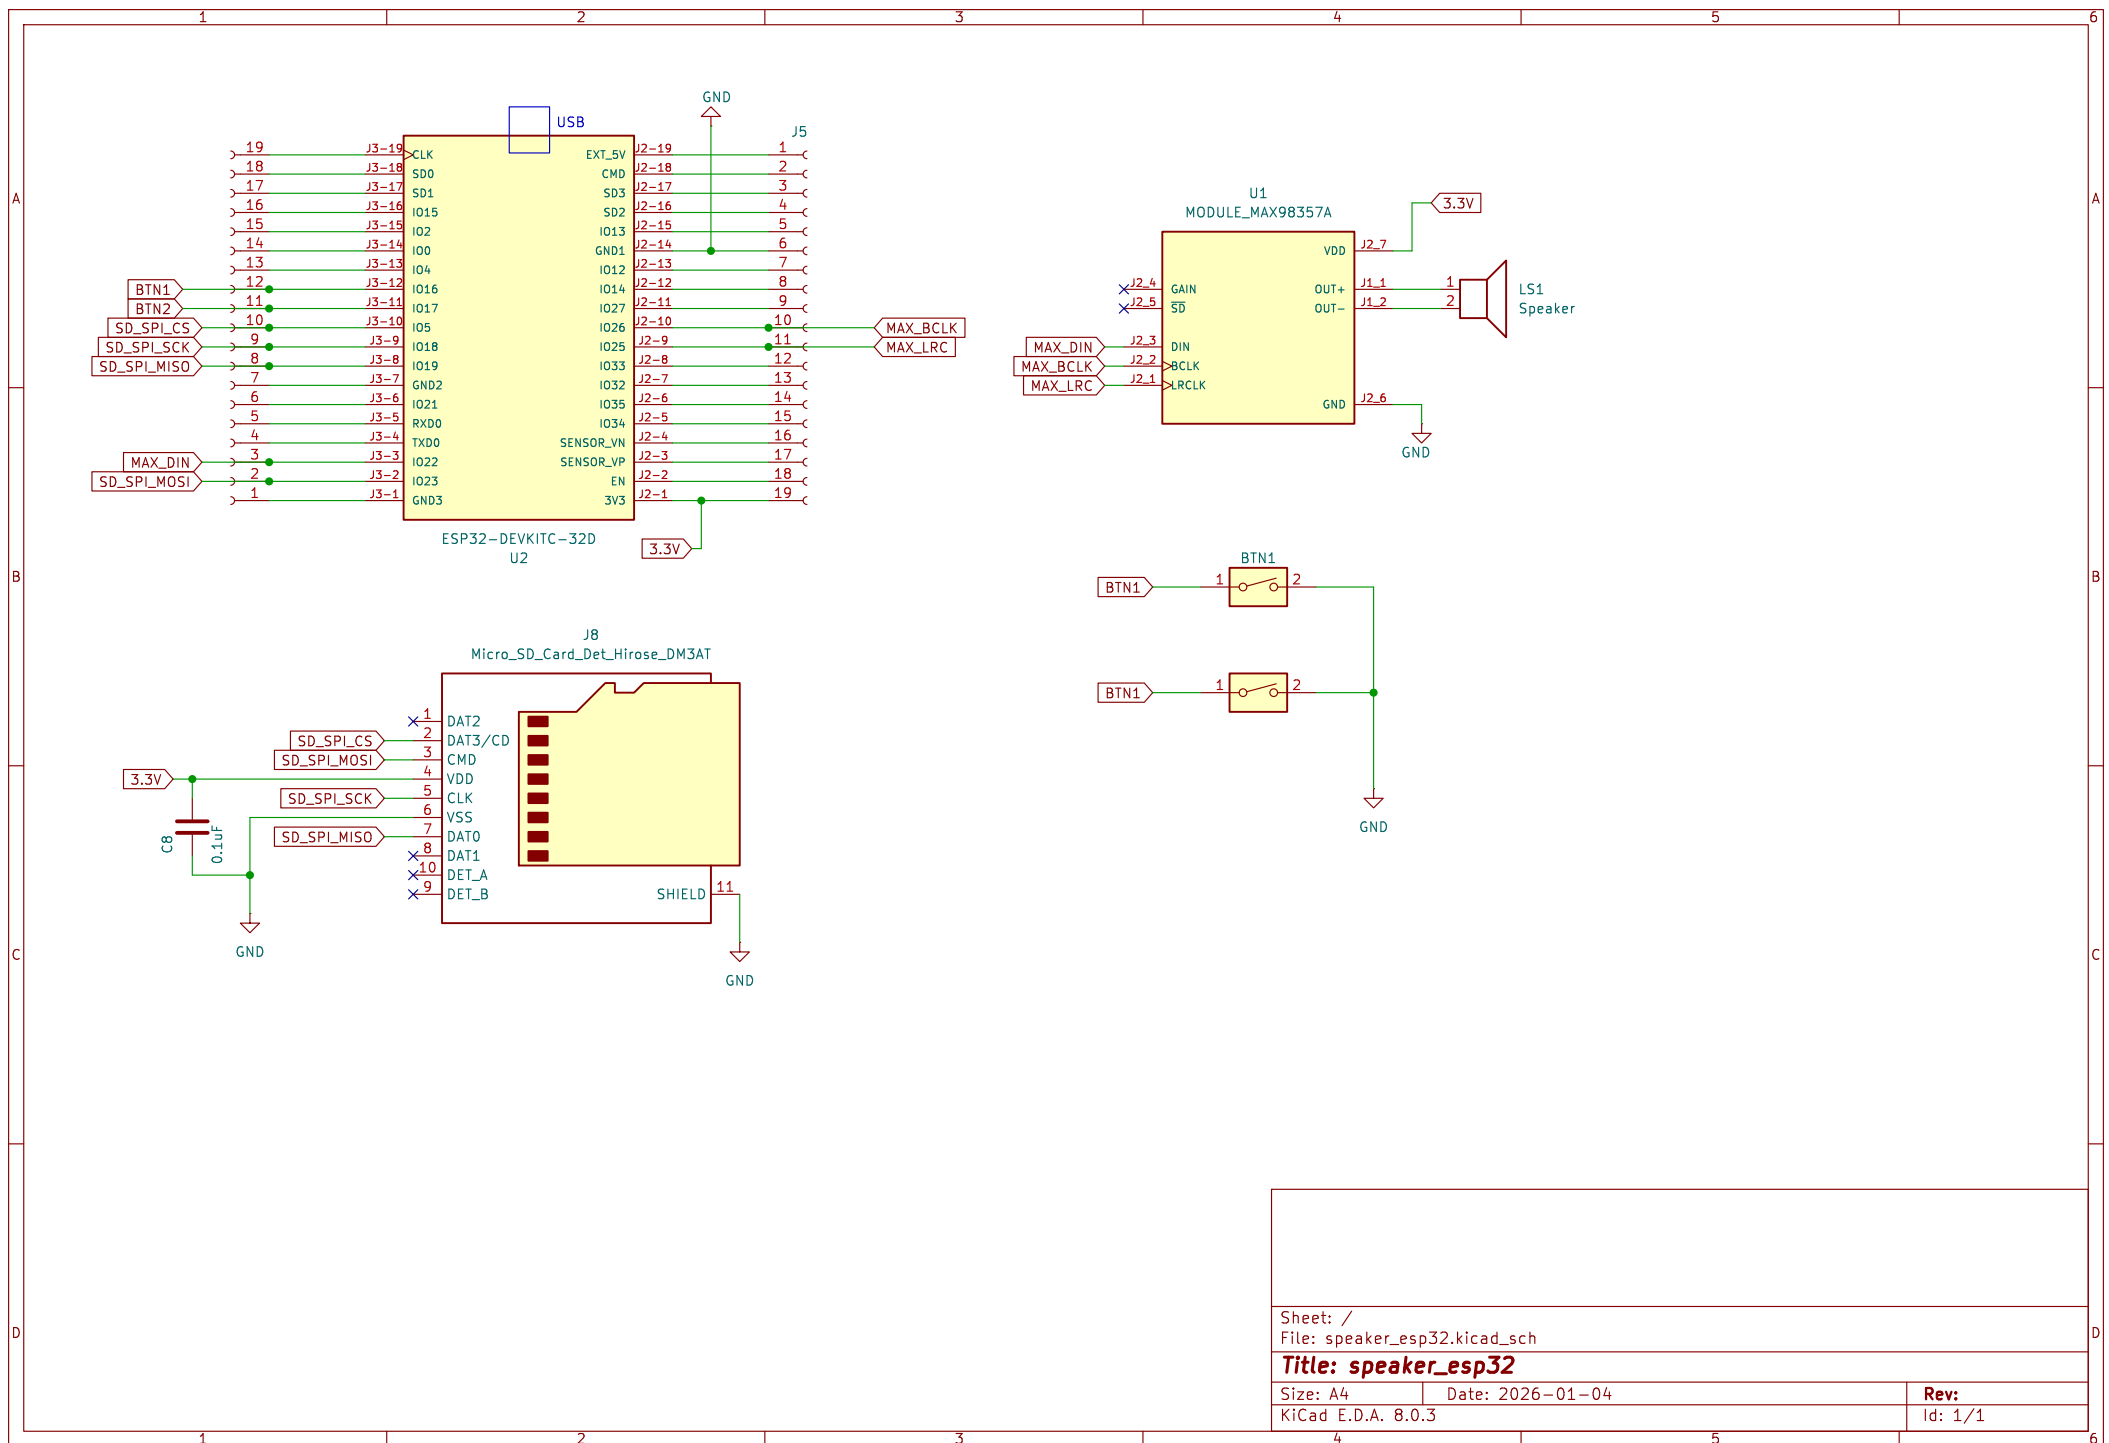 1 2 3 4 5 6
A
B
C
D
A
B
C
D
1 2 3 4 5 6
USB
GND
J5
19 J3-19 CLK EXT_5V J2-19 1
18 J3-18 SD0 CMD J2-18 2
17 J3-17 SD1 SD3 J2-17 3
16 J3-16 IO15 SD2 J2-16 4
15 J3-15 IO2 IO13 J2-15 5
14 J3-14 IO0 GND1 J2-14 6
13 J3-13 IO4 IO12 J2-13 7
BTN1 12 J3-12 IO16 IO14 J2-12 8
BTN2 11 J3-11 IO17 IO27 J2-11 9
SD_SPI_CS 10 J3-10 IO5 IO26 J2-10 10 MAX_BCLK
SD_SPI_SCK 9 J3-9 IO18 IO25 J2-9 11 MAX_LRC
SD_SPI_MISO 8 J3-8 IO19 IO33 J2-8 12
7 J3-7 GND2 IO32 J2-7 13
6 J3-6 IO21 IO35 J2-6 14
5 J3-5 RXD0 IO34 J2-5 15
4 J3-4 TXD0 SENSOR_VN J2-4 16
MAX_DIN 3 J3-3 IO22 SENSOR_VP J2-3 17
SD_SPI_MOSI 2 J3-2 IO23 EN J2-2 18
1 J3-1 GND3 3V3 J2-1 19
ESP32-DEVKITC-32D
U2
3.3V
U1
MODULE_MAX98357A
3.3V
VDD J2_7
J2_4 GAIN OUT+ J1_1 1 LS1
J2_5 SD OUT- J1_2 2 Speaker
MAX_DIN J2_3 DIN
MAX_BCLK J2_2 BCLK
MAX_LRC J2_1 LRCLK
GND J2_6
GND
BTN1
BTN1 1 2
BTN1 1 2
GND
J8
Micro_SD_Card_Det_Hirose_DM3AT
1 DAT2
SD_SPI_CS 2 DAT3/CD
SD_SPI_MOSI 3 CMD
3.3V 4 VDD
SD_SPI_SCK 5 CLK
6 VSS
SD_SPI_MISO 7 DAT0
8 DAT1
10 DET_A
9 DET_B
SHIELD 11
C8
0.1uF
GND
GND
Sheet: /
File: speaker_esp32.kicad_sch
Title: speaker_esp32
Size: A4 Date: 2026-01-04 Rev:
KiCad E.D.A. 8.0.3 Id: 1/1